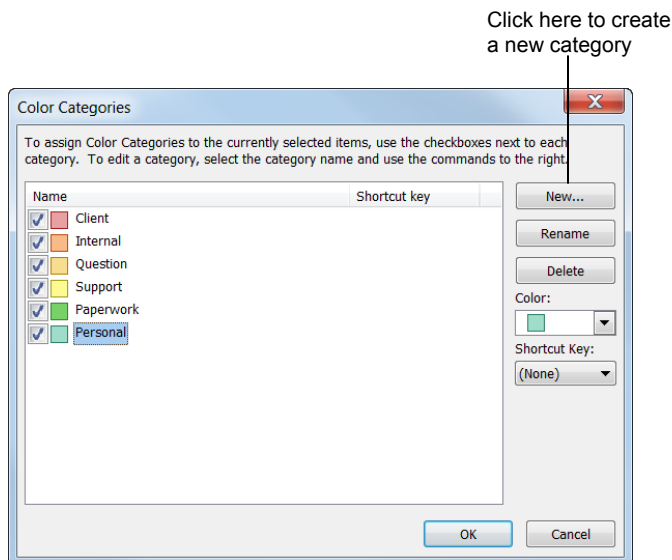 Click here to create
a new category
Color Categories
X
To assign Color Categories to the currently selected items, use the checkboxes next to each
category. To edit a category, select the category name and use the commands to the right.
Name Shortcut key
New...
Client
Internal
Rename
Question
Delete
Support
Color:
Paperwork
Personal
Shortcut Key:
(None)
OK Cancel